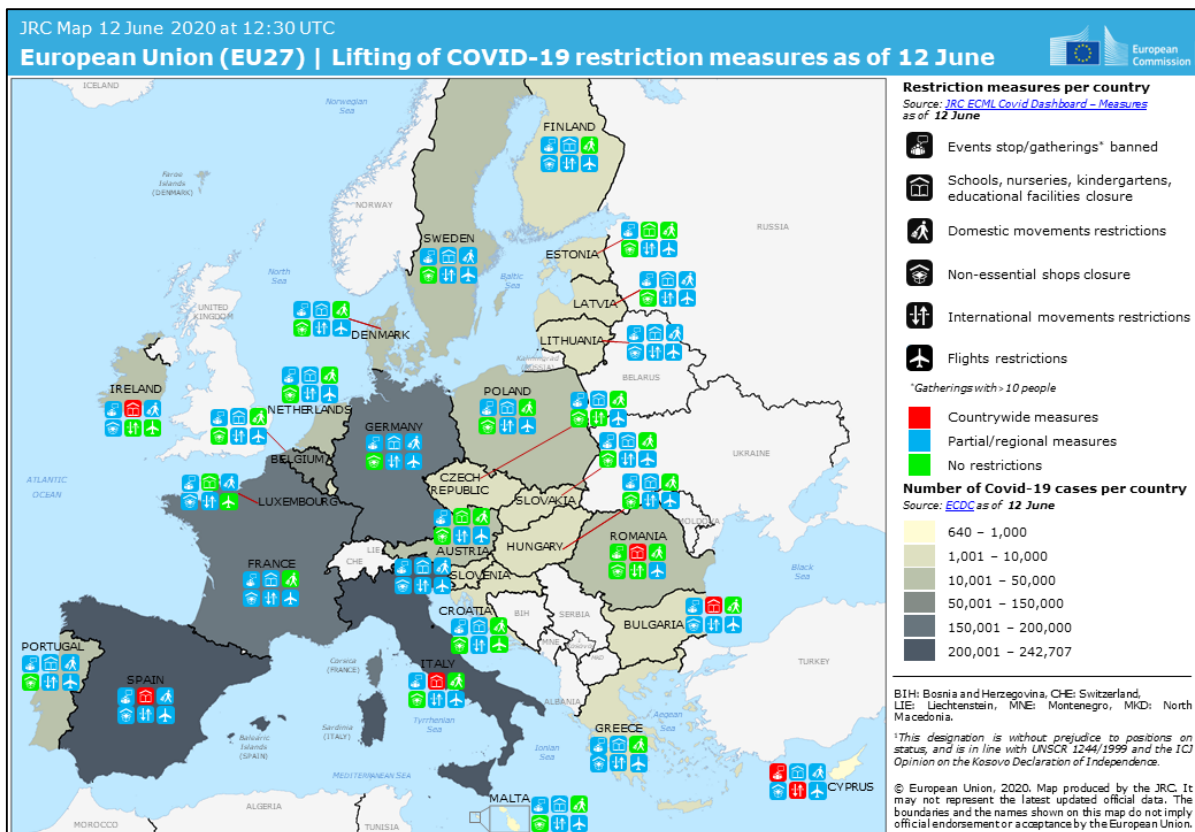 JRC Map 12 June 2020 at 12:30 UTC
European Union (EU27) | Lifting of COVID-19 restriction measures as of 12 June
European
Commission
ICELAND
Norwegian
Sea
Faroe
Islands
(DENMARK)
NORWAY
FINLAND
RUSSIA
SWEDEN
ESTONIA
North
Sea
Baltic
Sea
LATVIA
UNITED
KINGDOM
DENMARK
LITHUANIA
Kaliningrad
(RUSSIA)
BELARUS
IRELAND
NETHERLANDS
POLAND
GERMANY
BELGIUM
UKRAINE
ATLANTIC
OCEAN
CZECH
REPUBLIC
LUXEMBOURG
SLOVAKIA
MOLDOVA
LIE
AUSTRIA
HUNGARY
ROMANIA
CHE
FRANCE
SLOVENIA
Black
Sea
CROATIA
BIH
SERBIA
BULGARIA
MNE
MKD
PORTUGAL
Corsica
(FRANCE)
ITALY
SPAIN
TURKEY
ALBANIA
Sardinia
(ITALY)
Tyrrhenian
Sea
Aegean
Sea
GREECE
Balearic
Islands
(SPAIN)
Ionian
Sea
MEDITERRANEAN SEA
CYPRUS
MALTA
ALGERIA
MOROCCO
TUNISIA
Restriction measures per country
Source: JRC ECML Covid Dashboard – Measures
as of 12 June
Events stop/gatherings* banned
Schools, nurseries, kindergartens,
educational facilities closure
Domestic movements restrictions
Non-essential shops closure
International movements restrictions
Flights restrictions
*Gatherings with >10 people
Countrywide measures
Partial/regional measures
No restrictions
Number of Covid-19 cases per country
Source: ECDC as of 12 June
640 – 1,000
1,001 – 10,000
10,001 – 50,000
50,001 – 150,000
150,001 – 200,000
200,001 – 242,707
BIH: Bosnia and Herzegovina, CHE: Switzerland,
LIE: Liechtenstein, MNE: Montenegro, MKD: North
Macedonia.
¹This designation is without prejudice to positions on
status, and is in line with UNSCR 1244/1999 and the ICJ
Opinion on the Kosovo Declaration of Independence.
© European Union, 2020. Map produced by the JRC. It
may not represent the latest updated official data. The
boundaries and the names shown on this map do not imply
official endorsement or acceptance by the European Union.